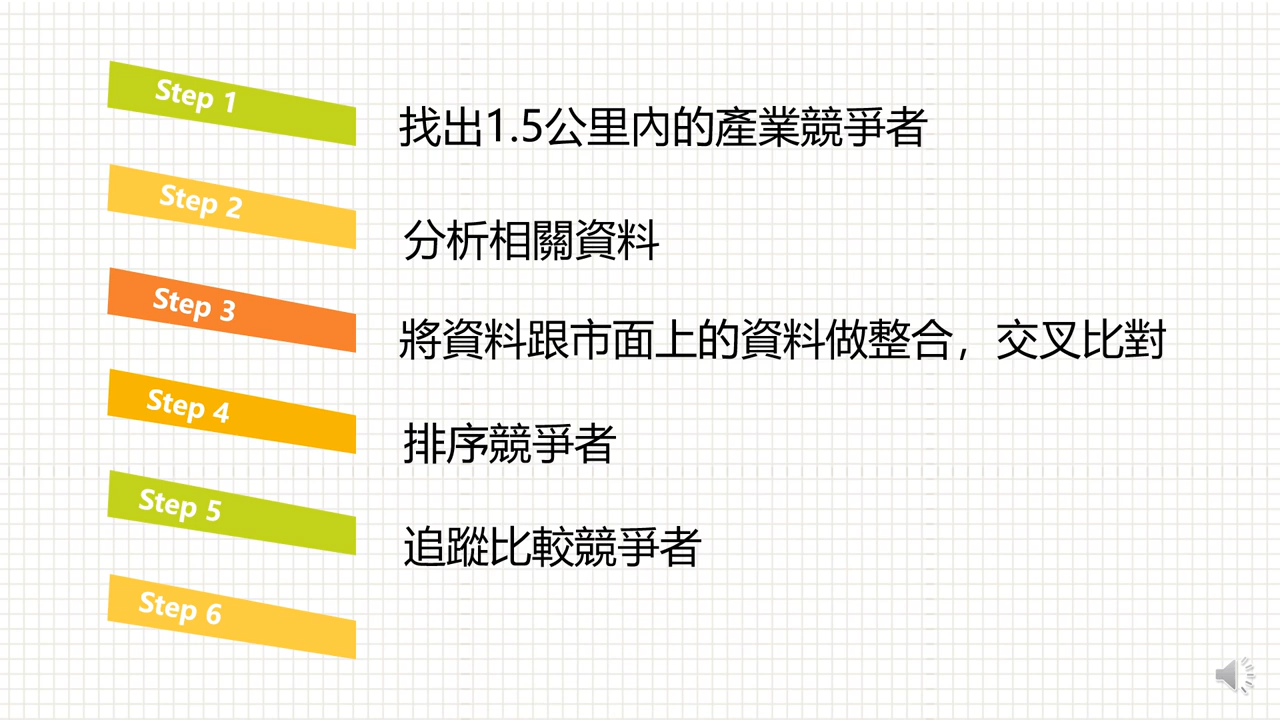 Step 1
找出1.5公里內的產業競爭者
Step 2
分析相關資料
Step 3
將資料跟市面上的資料做整合，交叉比對
Step 4
排序競爭者
Step 5
追蹤比較競爭者
Step 6